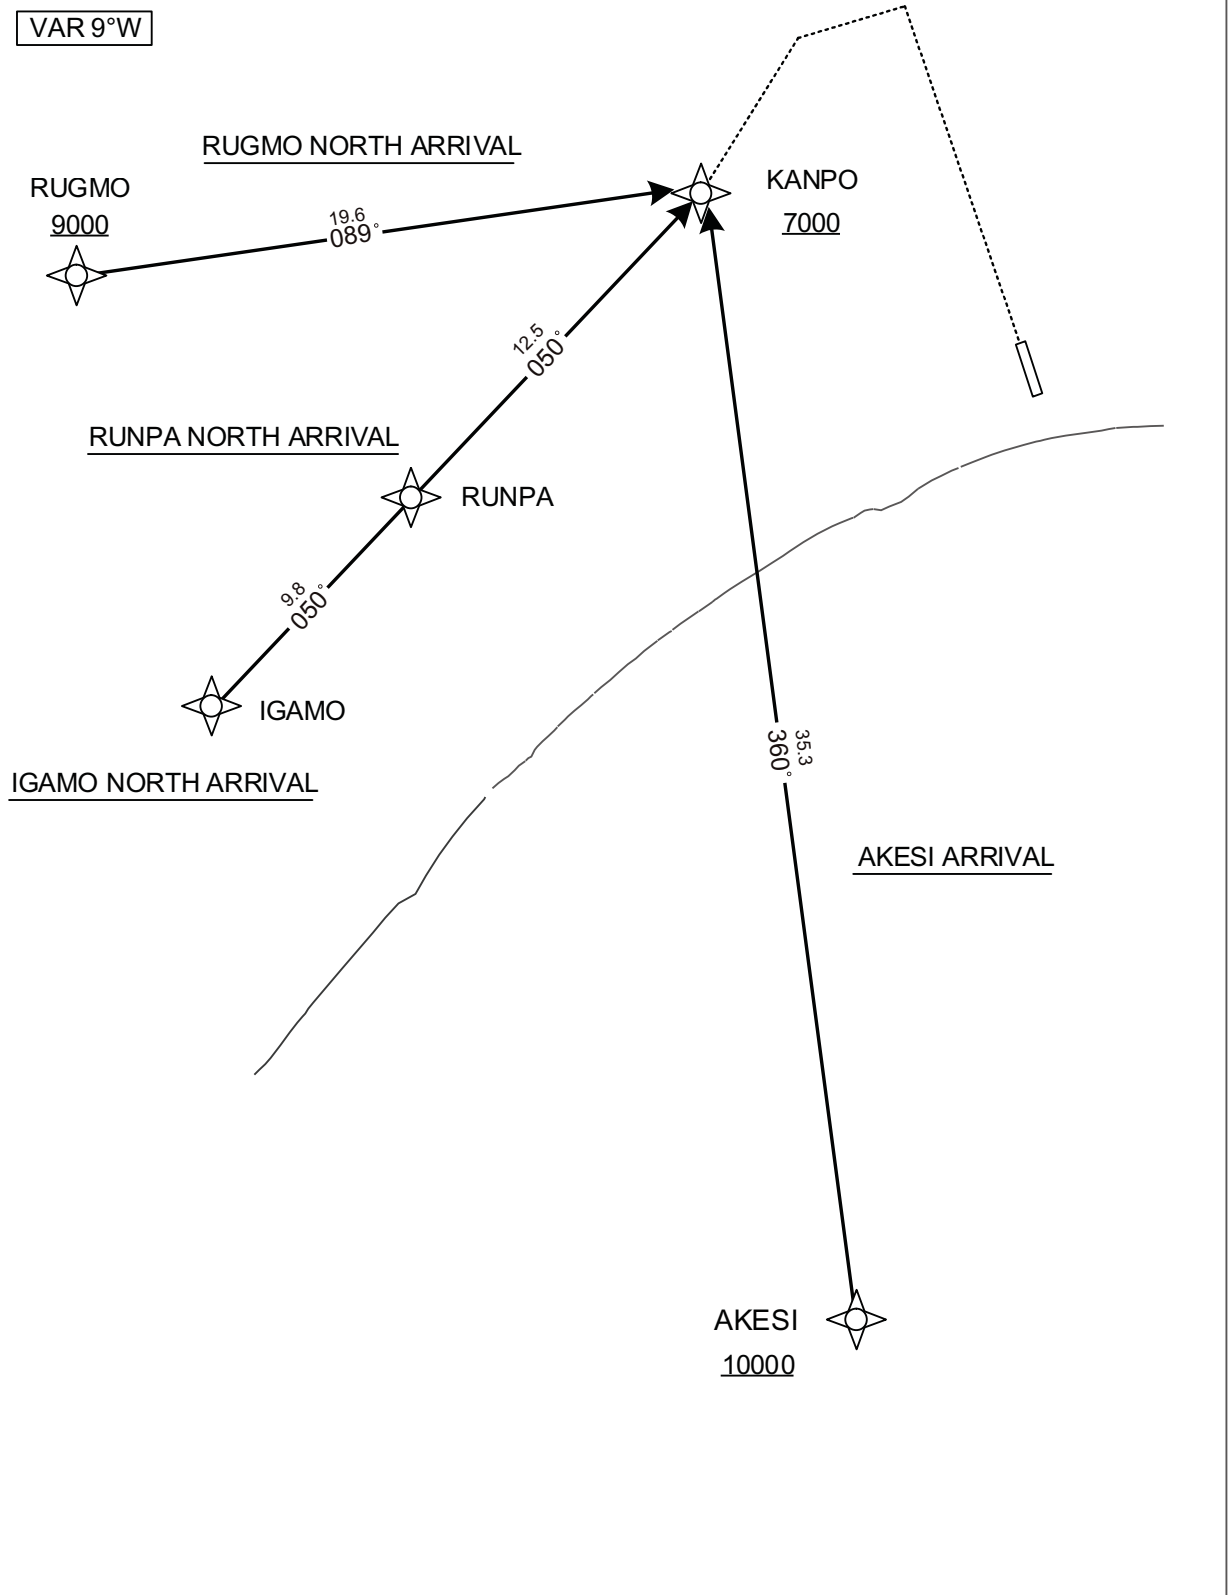 VAR 9°W
RUGMO NORTH ARRIVAL
RUGMO
9000
KANPO
7000
19.6
089°
12.5
050°
RUNPA NORTH ARRIVAL
RUNPA
9.8
050°
IGAMO
IGAMO NORTH ARRIVAL
35.3
360°
AKESI ARRIVAL
AKESI
10000